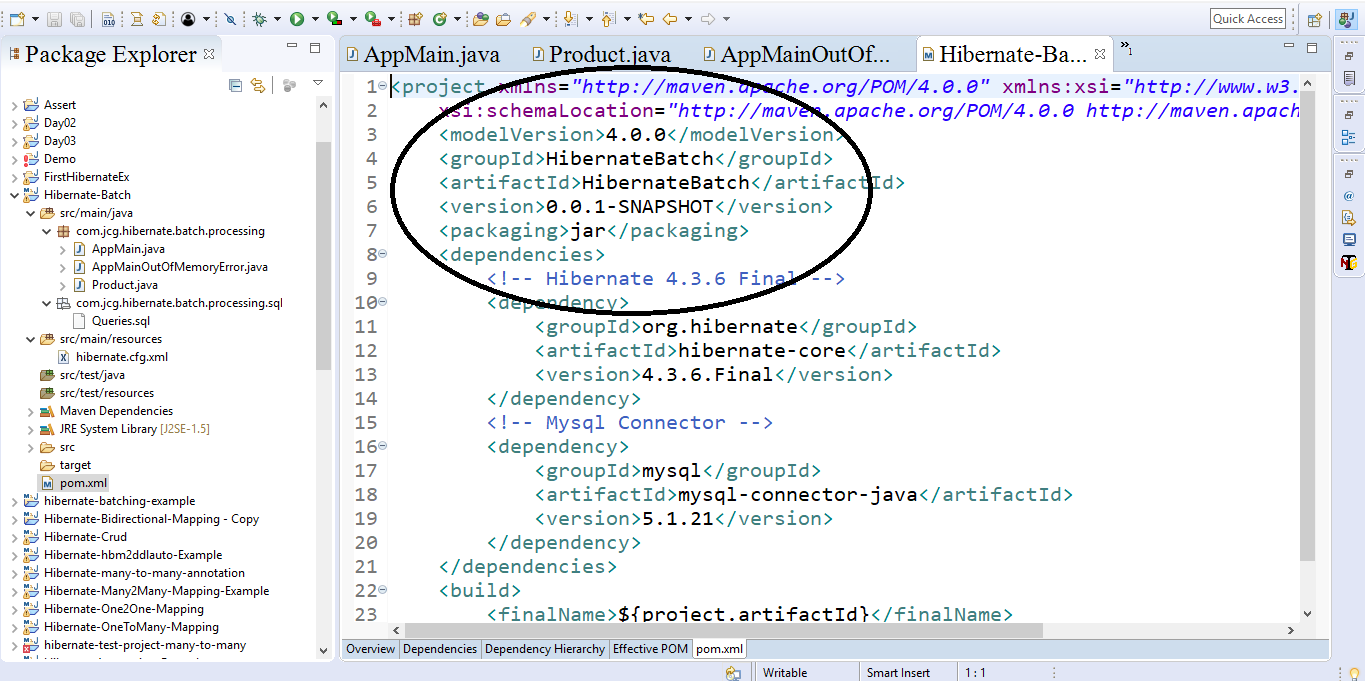 Quick Access
Package Explorer
AppMain.java
Product.java
AppMainOutOf...
Hibernate-Ba...
»1
Assert
Day02
Day03
Demo
FirstHibernateEx
Hibernate-Batch
src/main/java
com.jcg.hibernate.batch.processing
AppMain.java
AppMainOutOfMemoryError.java
Product.java
com.jcg.hibernate.batch.processing.sql
Queries.sql
src/main/resources
hibernate.cfg.xml
src/test/java
src/test/resources
Maven Dependencies
JRE System Library [J2SE-1.5]
src
target
pom.xml
hibernate-batching-example
Hibernate-Bidirectional-Mapping - Copy
Hibernate-Crud
Hibernate-hbm2ddlauto-Example
Hibernate-many-to-many-annotation
Hibernate-Many2Many-Mapping-Example
Hibernate-One2One-Mapping
Hibernate-OneToMany-Mapping
hibernate-test-project-many-to-many
1 <project xmlns="http://maven.apache.org/POM/4.0.0" xmlns:xsi="http://www.w3.
2 xsi:schemaLocation="http://maven.apache.org/POM/4.0.0 http://maven.apach
3 <modelVersion>4.0.0</modelVersion>
4 <groupId>HibernateBatch</groupId>
5 <artifactId>HibernateBatch</artifactId>
6 <version>0.0.1-SNAPSHOT</version>
7 <packaging>jar</packaging>
8 <dependencies>
9 <!-- Hibernate 4.3.6 Final -->
10 <dependency>
11 <groupId>org.hibernate</groupId>
12 <artifactId>hibernate-core</artifactId>
13 <version>4.3.6.Final</version>
14 </dependency>
15 <!-- Mysql Connector -->
16 <dependency>
17 <groupId>mysql</groupId>
18 <artifactId>mysql-connector-java</artifactId>
19 <version>5.1.21</version>
20 </dependency>
21 </dependencies>
22 <build>
23 <finalName>${project.artifactId}</finalName>
Overview
Dependencies
Dependency Hierarchy
Effective POM
pom.xml
Writable
Smart Insert
1 : 1